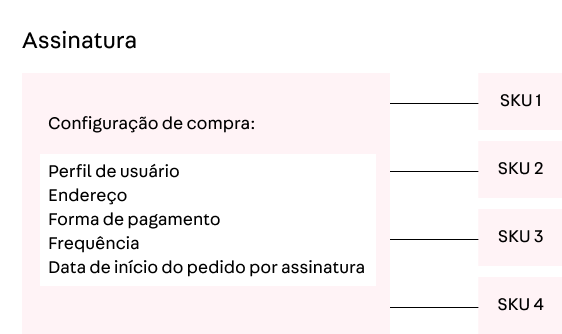 Assinatura
Configuração de compra:
Perfil de usuário
Endereço
Forma de pagamento
Frequência
Data de início do pedido por assinatura
SKU 1
SKU 2
SKU 3
SKU 4